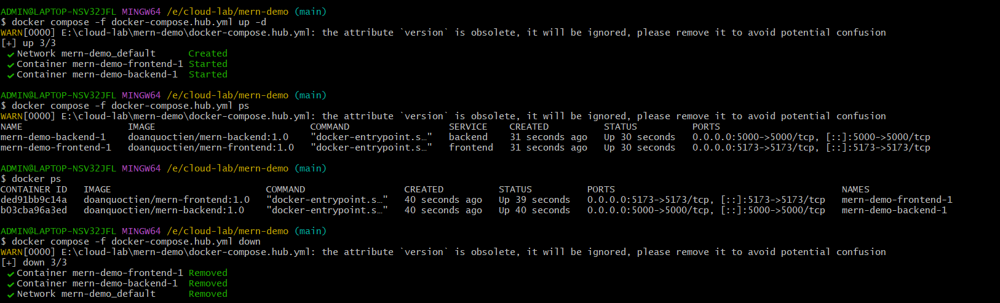 ADMIN@LAPTOP-NSV32JFL MINGW64 /e/cloud-lab/mern-demo (main)
$ docker compose -f docker-compose.hub.yml up -d
WARN[0000] E:\cloud-lab\mern-demo\docker-compose.hub.yml: the attribute `version` is obsolete, it will be ignored, please remove it to avoid potential confusion
[+] up 3/3
✔ Network mern-demo_default      Created
✔ Container mern-demo-frontend-1 Started
✔ Container mern-demo-backend-1  Started
ADMIN@LAPTOP-NSV32JFL MINGW64 /e/cloud-lab/mern-demo (main)
$ docker compose -f docker-compose.hub.yml ps
WARN[0000] E:\cloud-lab\mern-demo\docker-compose.hub.yml: the attribute `version` is obsolete, it will be ignored, please remove it to avoid potential confusion
NAME                   IMAGE                            COMMAND                  SERVICE    CREATED          STATUS          PORTS
mern-demo-backend-1    doanquoctien/mern-backend:1.0    "docker-entrypoint.s…"   backend    31 seconds ago   Up 30 seconds   0.0.0.0:5000->5000/tcp, [::]:5000->5000/tcp
mern-demo-frontend-1   doanquoctien/mern-frontend:1.0   "docker-entrypoint.s…"   frontend   31 seconds ago   Up 30 seconds   0.0.0.0:5173->5173/tcp, [::]:5173->5173/tcp
ADMIN@LAPTOP-NSV32JFL MINGW64 /e/cloud-lab/mern-demo (main)
$ docker ps
CONTAINER ID   IMAGE                            COMMAND                  CREATED          STATUS          PORTS                                         NAMES
ded91bb9c14a   doanquoctien/mern-frontend:1.0   "docker-entrypoint.s…"   40 seconds ago   Up 39 seconds   0.0.0.0:5173->5173/tcp, [::]:5173->5173/tcp   mern-demo-frontend-1
b03cba96a3ed   doanquoctien/mern-backend:1.0    "docker-entrypoint.s…"   40 seconds ago   Up 40 seconds   0.0.0.0:5000->5000/tcp, [::]:5000->5000/tcp   mern-demo-backend-1
ADMIN@LAPTOP-NSV32JFL MINGW64 /e/cloud-lab/mern-demo (main)
$ docker compose -f docker-compose.hub.yml down
WARN[0000] E:\cloud-lab\mern-demo\docker-compose.hub.yml: the attribute `version` is obsolete, it will be ignored, please remove it to avoid potential confusion
[+] down 3/3
✔ Container mern-demo-frontend-1 Removed
✔ Container mern-demo-backend-1  Removed
✔ Network mern-demo_default      Removed